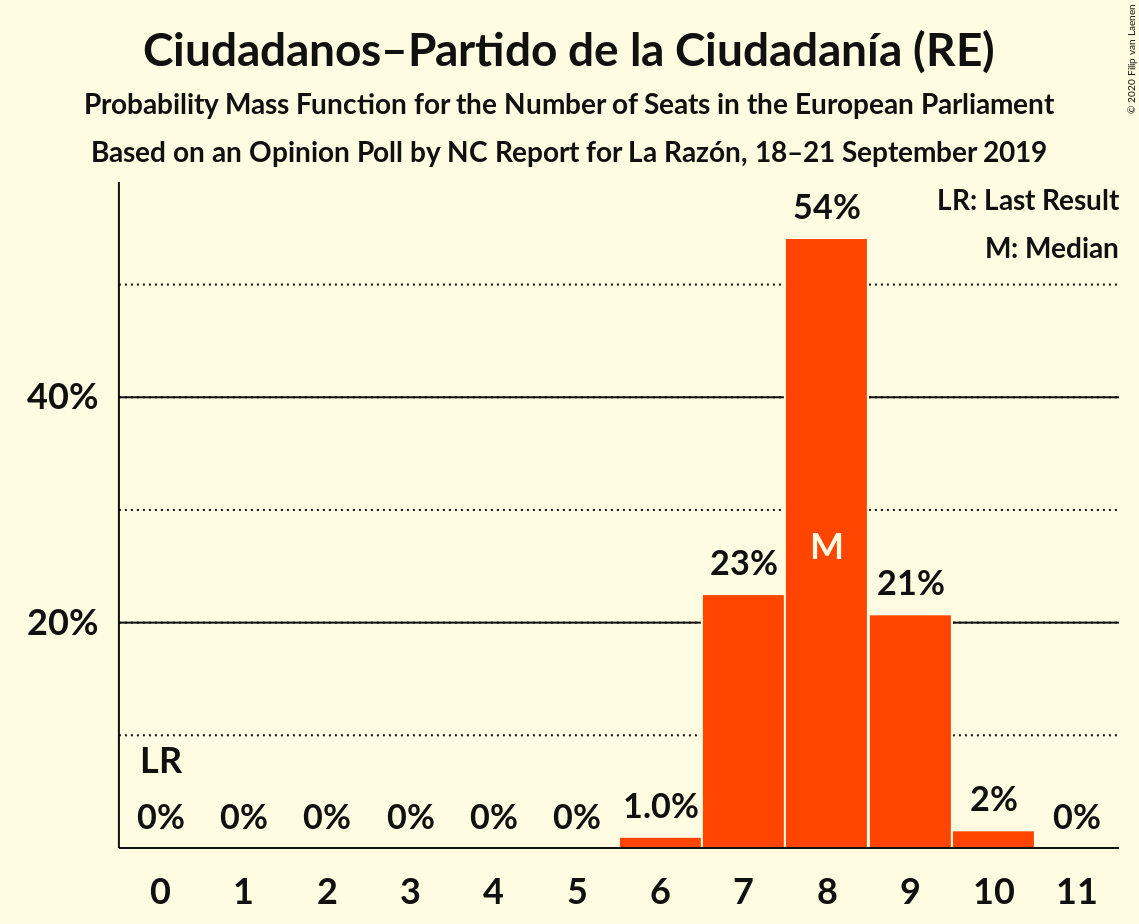 Ciudadanos–Partido de la Ciudadanía (RE)
Probability Mass Function for the Number of Seats in the European Parliament
Based on an Opinion Poll by NC Report for La Razón, 18–21 September 2019
© 2020 Filip van Laenen
LR: Last Result
M: Median
40%
20%
LR
0%
0%
0%
0%
0%
0%
1.0%
23%
54%
M
21%
2%
0%
0 1 2 3 4 5 6 7 8 9 10 11